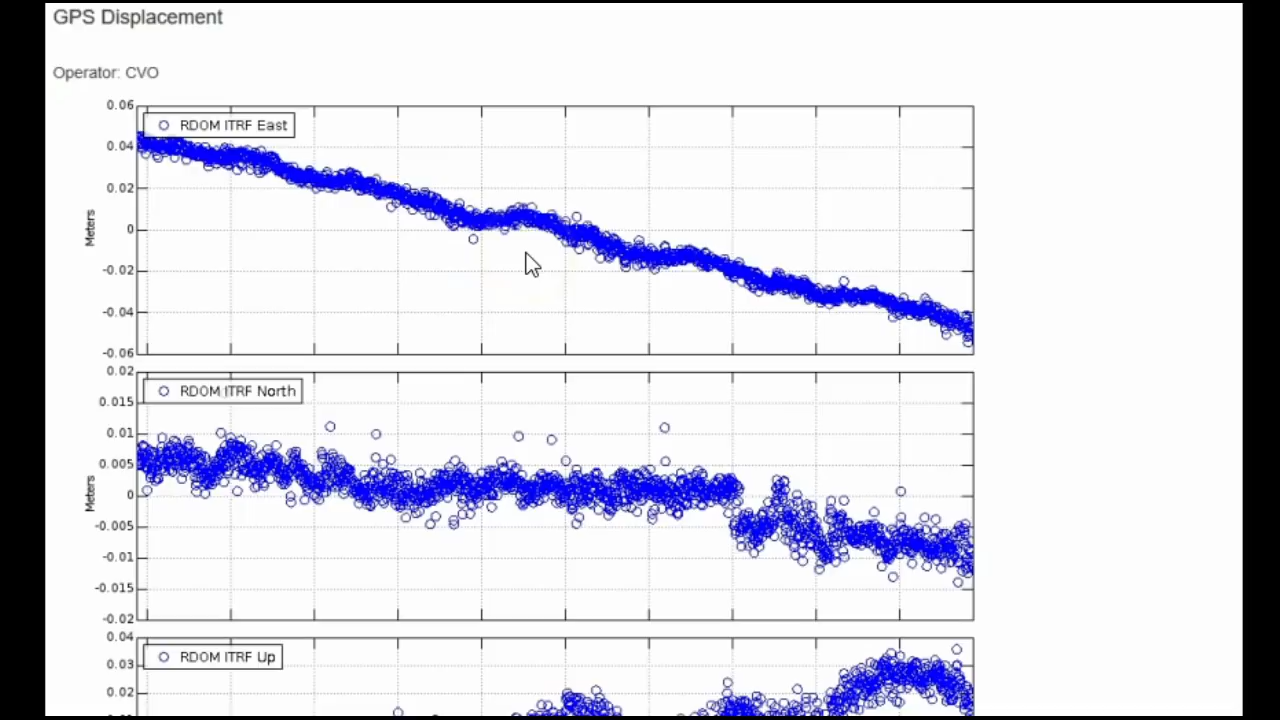 GPS Displacement
Operator: CVO
RDOM ITRF East
0.06
0.04
0.02
0
-0.02
-0.04
-0.06
Meters
RDOM ITRF North
0.02
0.015
0.01
0.005
0
-0.005
-0.01
-0.015
-0.02
Meters
RDOM ITRF Up
0.04
0.03
0.02